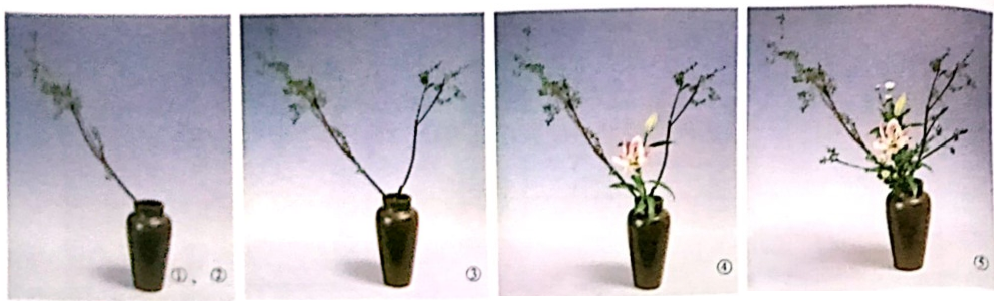 ①、②
③
④
⑤